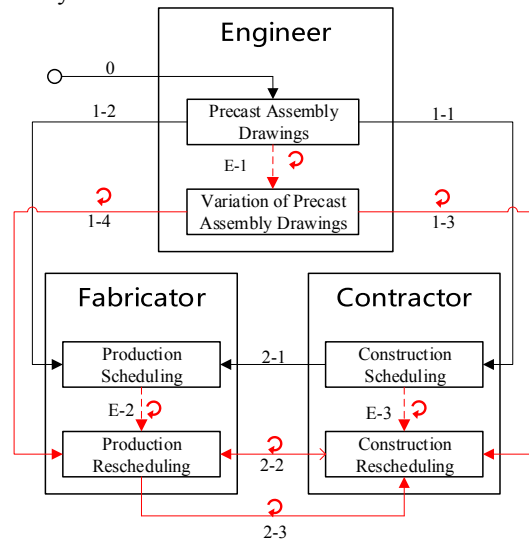 Engineer
0
1-2
Precast Assembly
Drawings
1-1
E-1
Variation of Precast
Assembly Drawings
1-4
1-3
Fabricator
Contractor
Production
Scheduling
2-1
Construction
Scheduling
E-2
E-3
Production
Rescheduling
2-2
Construction
Rescheduling
2-3